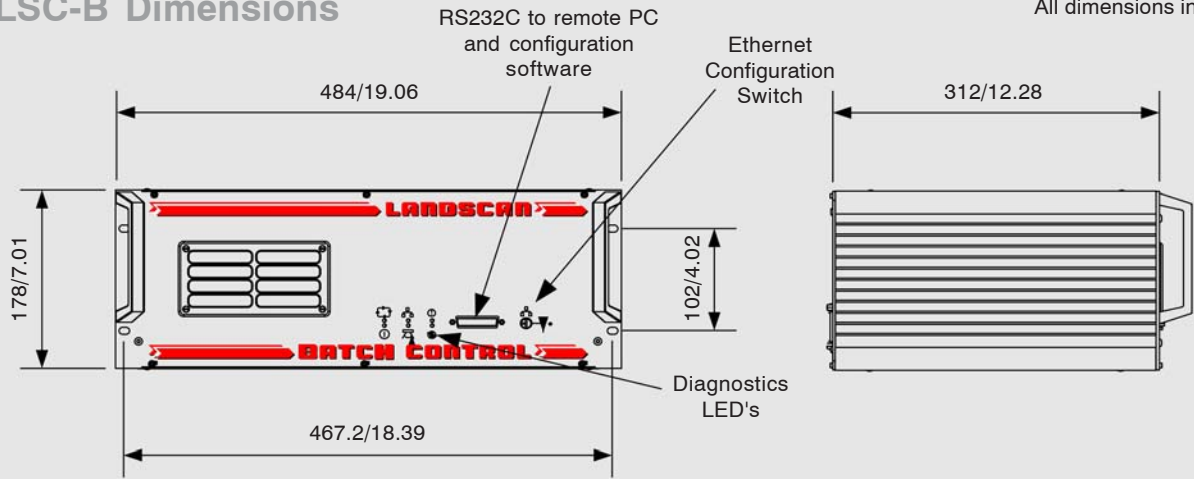 LSC-B Dimensions
All dimensions in
RS232C to remote PC
and configuration
software
Ethernet
Configuration
Switch
484/19.06
312/12.28
178/7.01
LANDSCAN
102/4.02
BATCH CONTROL
Diagnostics
LED's
467.2/18.39